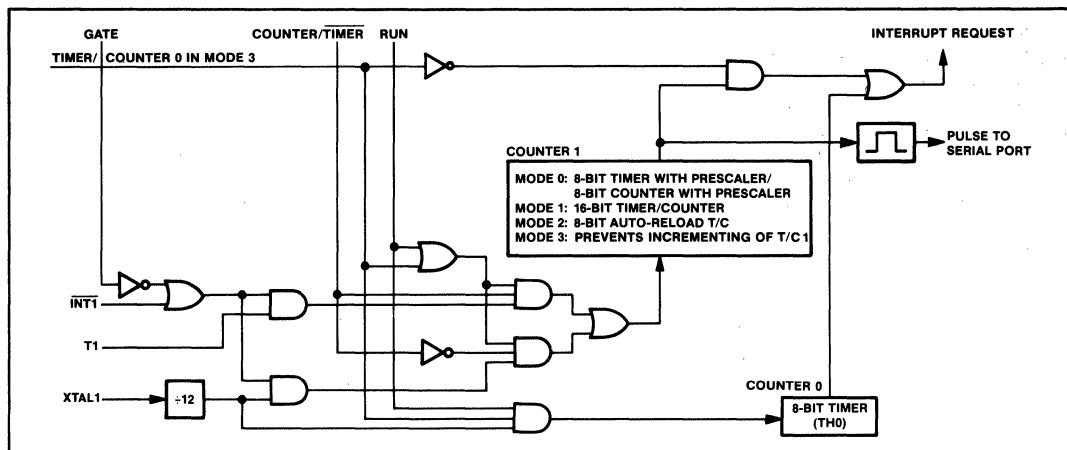 GATE COUNTER/TIMER RUN
INTERRUPT REQUEST
TIMER/ COUNTER 0 IN MODE 3
PULSE TO
SERIAL PORT
COUNTER 1
MODE 0: 8-BIT TIMER WITH PRESCALER/
8-BIT COUNTER WITH PRESCALER
MODE 1: 16-BIT TIMER/COUNTER
MODE 2: 8-BIT AUTO-RELOAD T/C
MODE 3: PREVENTS INCREMENTING OF T/C 1
INT1
T1
XTAL1
÷12
COUNTER 0
8-BIT TIMER
(TH0)